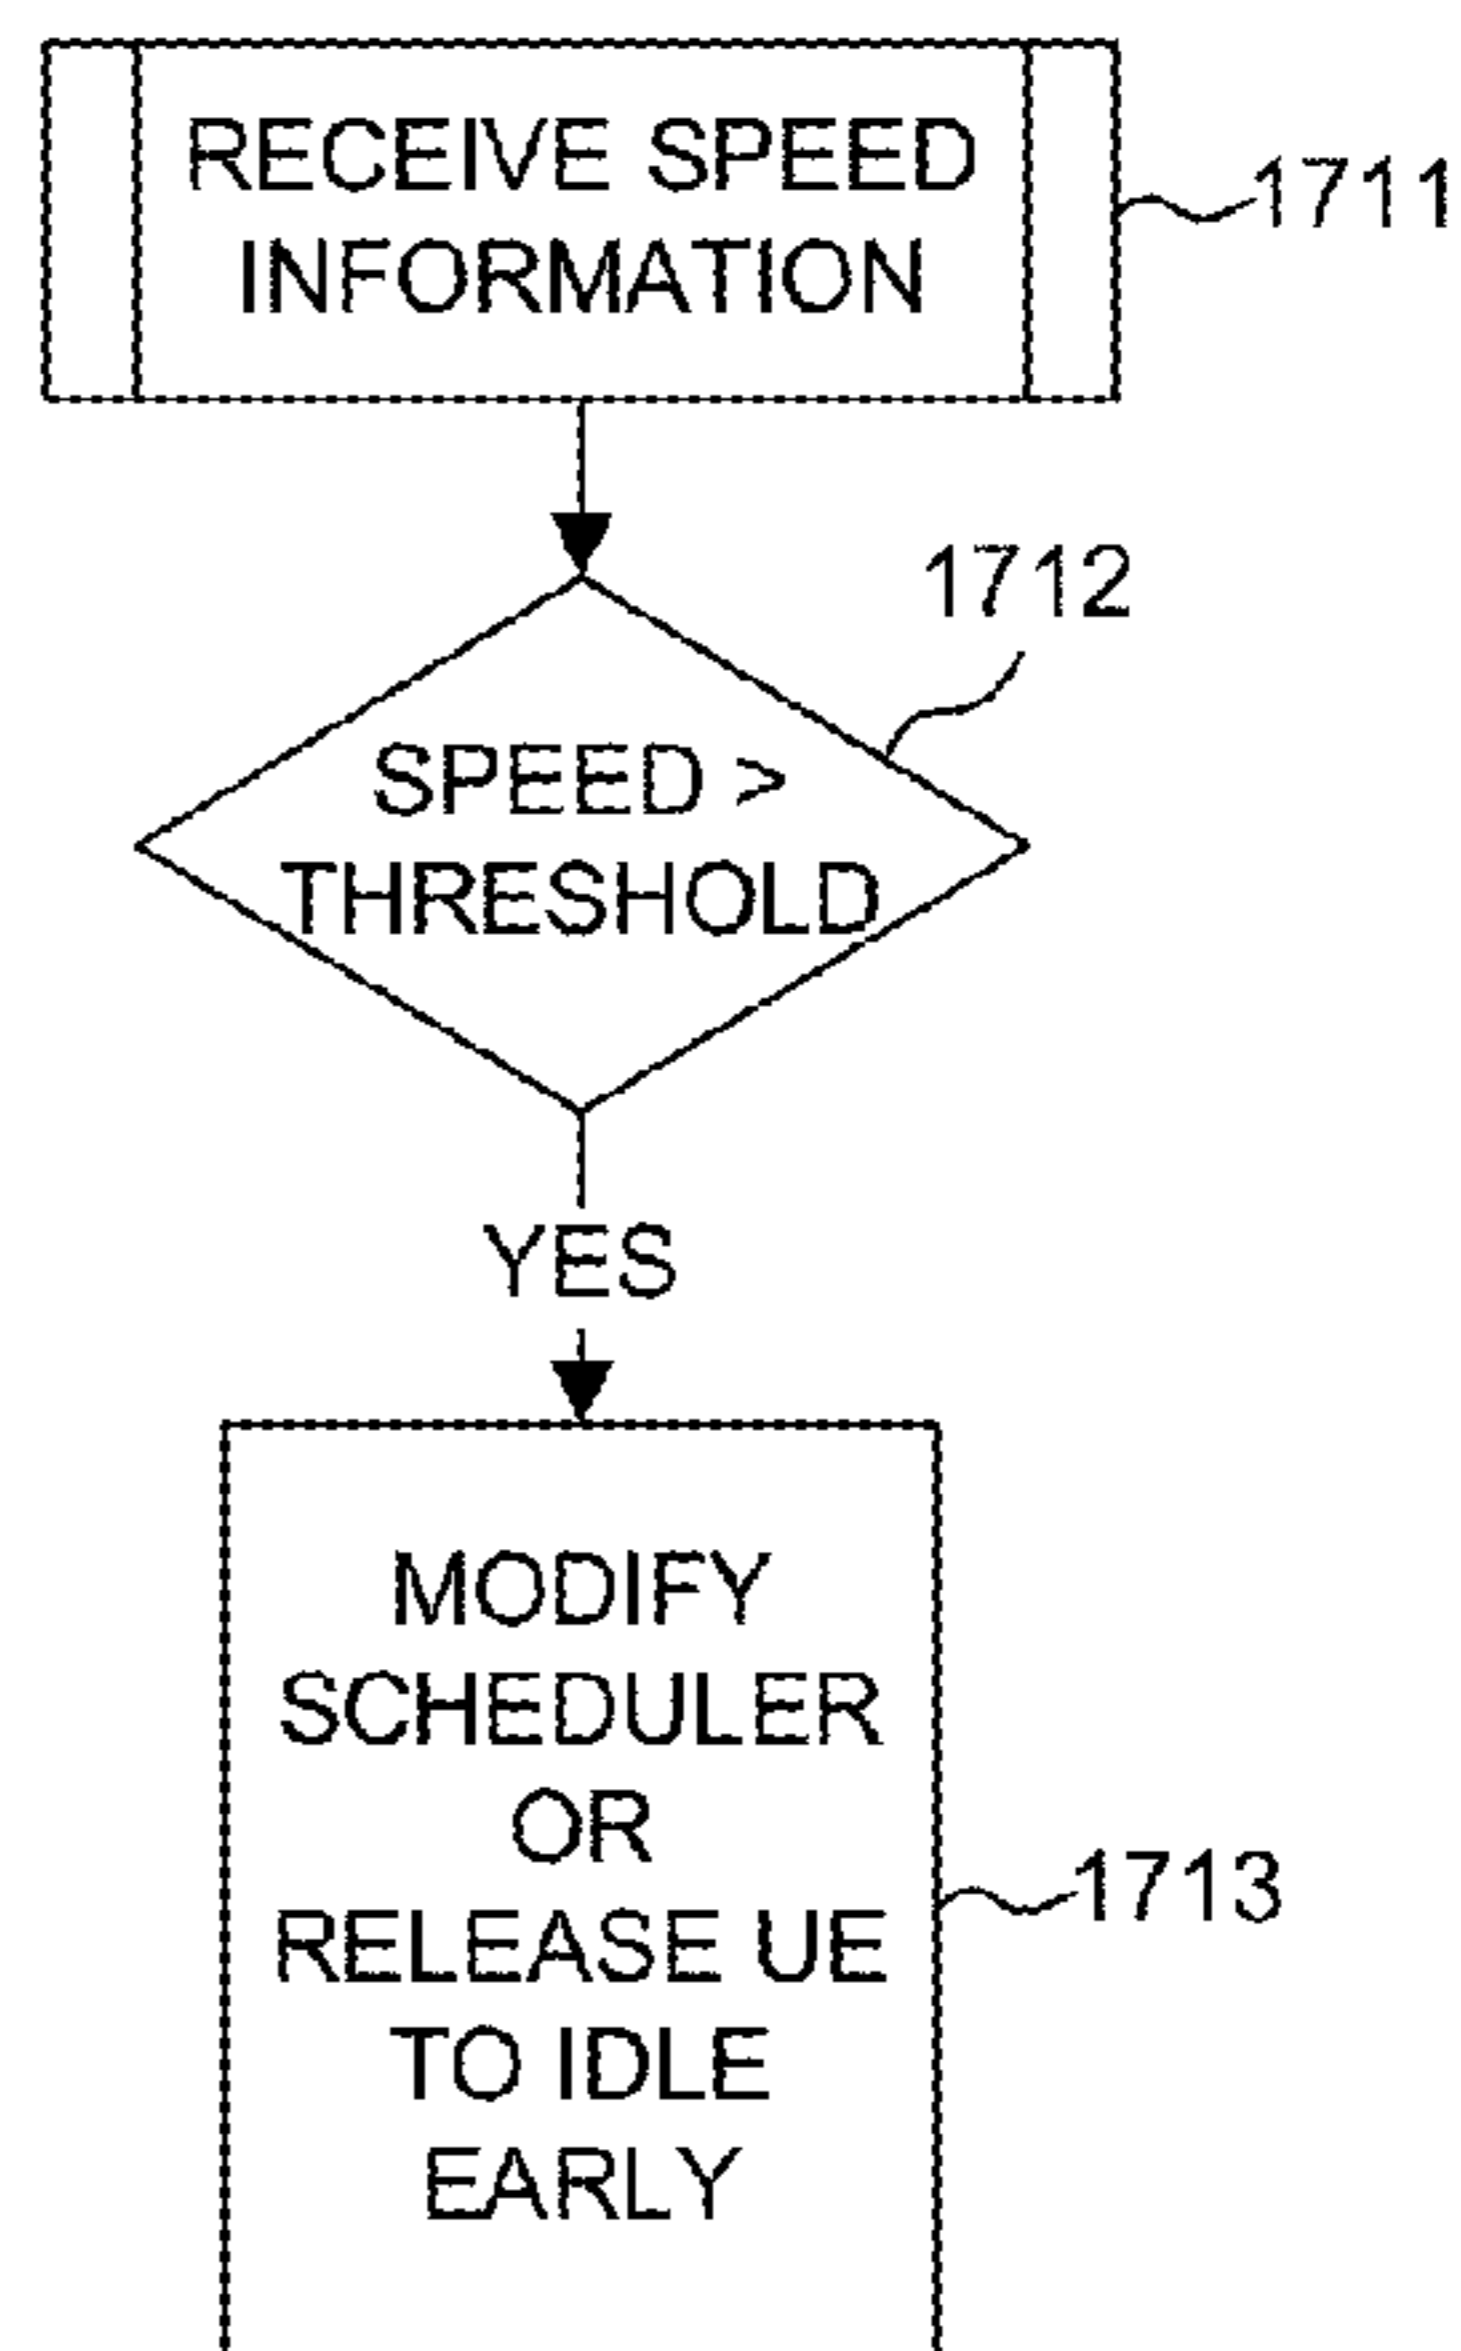 RECEIVE SPEED
INFORMATION
1711
1712
SPEED >
THRESHOLD
YES
MODIFY
SCHEDULER
OR
RELEASE UE
TO IDLE
EARLY
1713